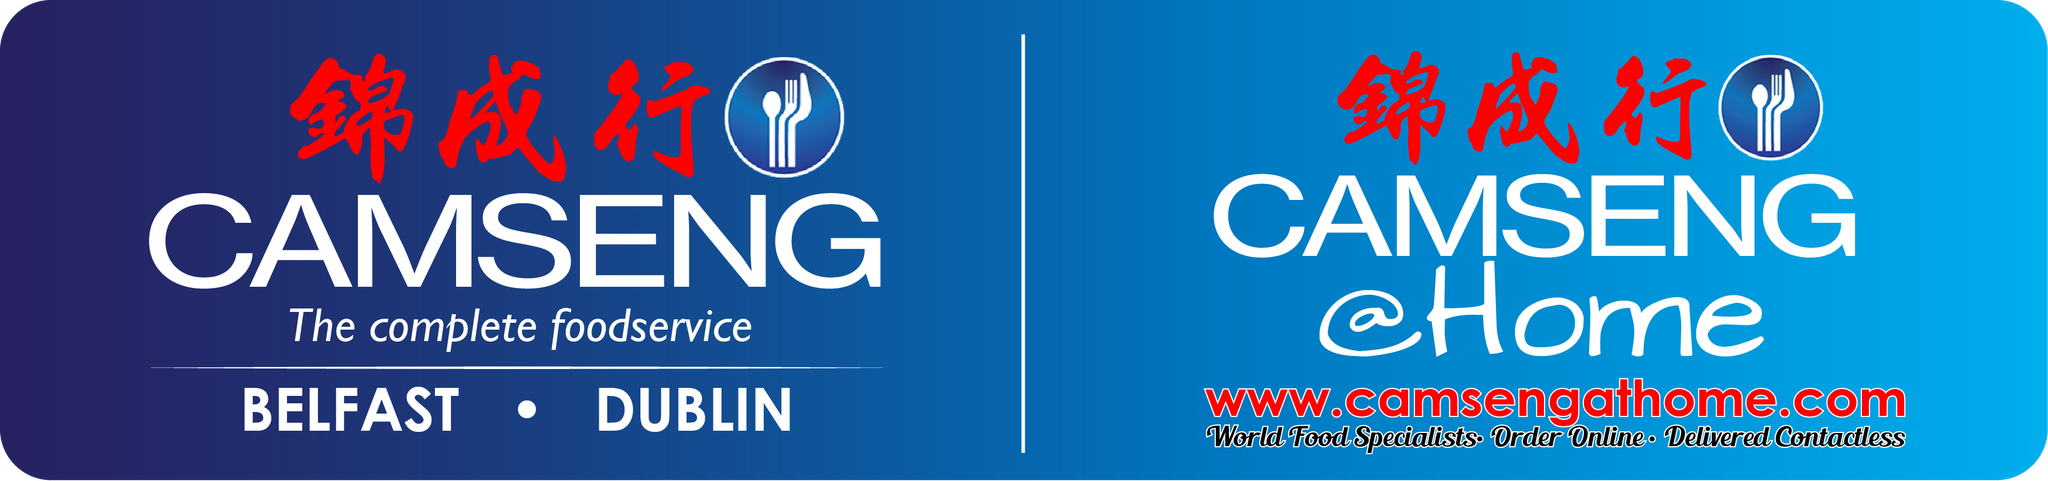 錦成行
CAMSENG
The complete foodservice
BELFAST • DUBLIN
錦成行
CAMSENG
@Home
www.camsengathome.com
World Food Specialists• Order Online• Delivered Contactless